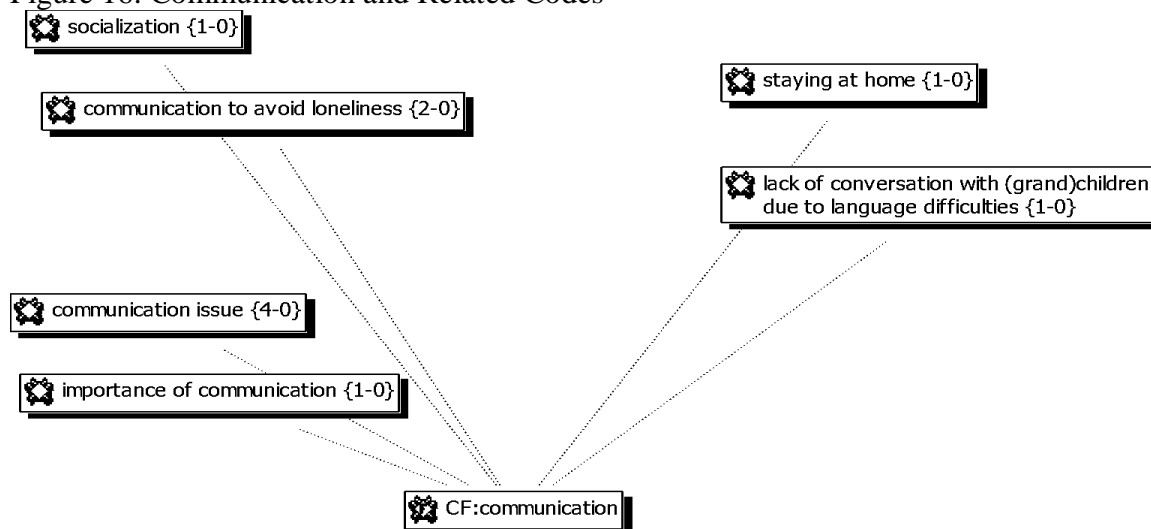 Figure 16: Communication and Related Codes
socialization {1-0}
communication to avoid loneliness {2-0}
staying at home {1-0}
lack of conversation with (grand)children
due to language difficulties {1-0}
communication issue {4-0}
importance of communication {1-0}
CF:communication